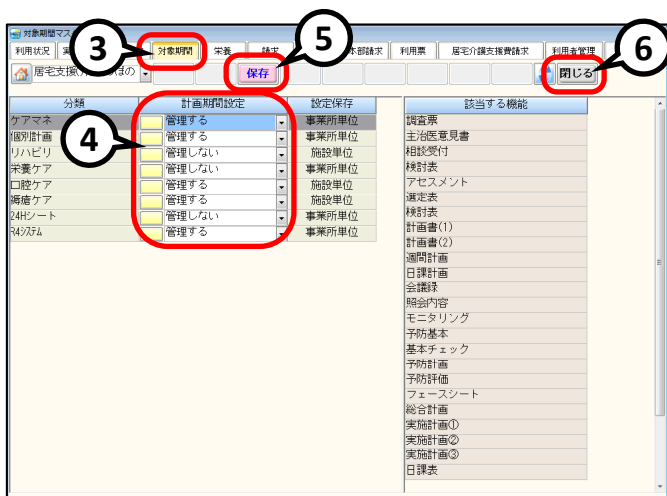 対象期間マス
3
5
6
利用状況
対象期間
栄養
請求
本部請求
利用票
居宅介護支援費請求
利用者管理
居宅支援
ぼの
保存
閉じる
分類 計画期間設定 設定保存
ケアマネ 管理する 事業所単位
個別計画 管理する 事業所単位
リハビリ 管理しない 施設単位
栄養ケア 管理しない 事業所単位
口腔ケア 管理する 施設単位
褥瘡ケア 管理する 施設単位
24Hシート 管理しない 事業所単位
R4システム 管理する 事業所単位
4
該当する機能
調査票
主治医意見書
相談受付
検討表
アセスメント
選定表
検討表
計画書(1)
計画書(2)
週間計画
日課計画
会議録
照会内容
モニタリング
予防基本
基本チェック
予防計画
予防評価
フェースシート
総合計画
実施計画①
実施計画②
実施計画③
日課表